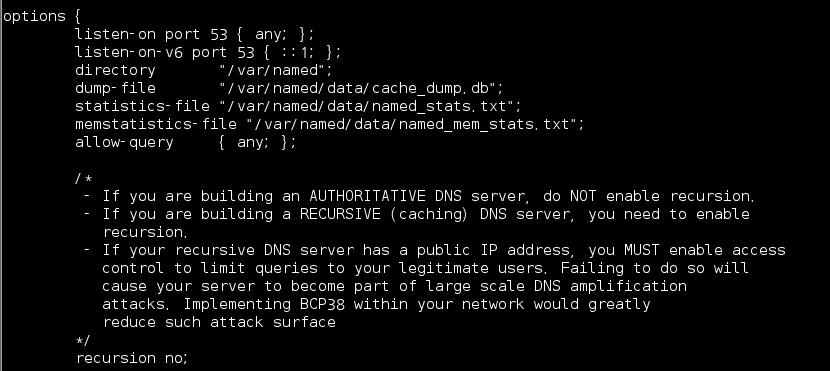 options {
        listen-on port 53 { any; };
        listen-on-v6 port 53 { ::1; };
        directory       "/var/named";
        dump-file       "/var/named/data/cache_dump.db";
        statistics-file "/var/named/data/named_stats.txt";
        memstatistics-file "/var/named/data/named_mem_stats.txt";
        allow-query     { any; };

        /*
         - If you are building an AUTHORITATIVE DNS server, do NOT enable recursion.
         - If you are building a RECURSIVE (caching) DNS server, you need to enable
           recursion.
         - If your recursive DNS server has a public IP address, you MUST enable access
           control to limit queries to your legitimate users. Failing to do so will
           cause your server to become part of large scale DNS amplification
           attacks. Implementing BCP38 within your network would greatly
           reduce such attack surface
        */
        recursion no;